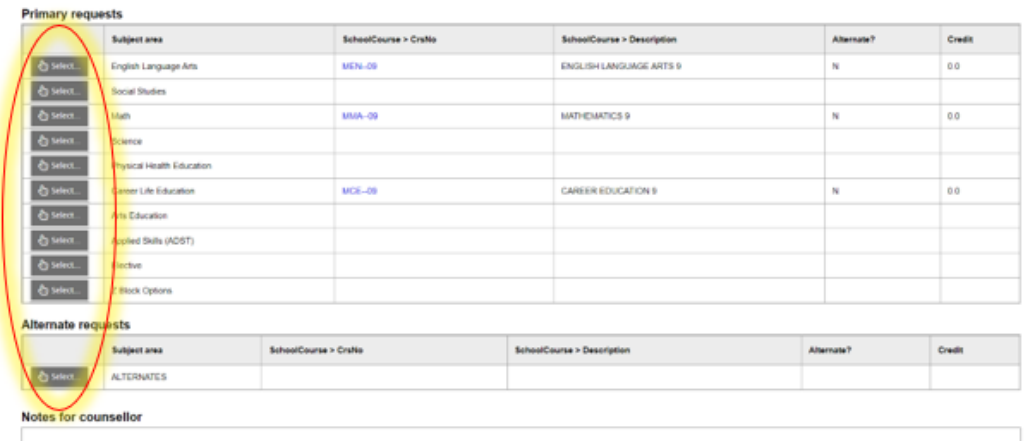 Primary requests
Subject area SchoolCourse > CrsNo SchoolCourse > Description Alternate? Credit
Select... English Language Arts MEN--09 ENGLISH LANGUAGE ARTS 9 N 0.0
Select... Social Studies
Select... Math MMA--09 MATHEMATICS 9 N 0.0
Select... Science
Select... Physical Health Education
Select... Career Life Education MCE--09 CAREER EDUCATION 9 N 0.0
Select... Arts Education
Select... Applied Skills (ADST)
Select... Elective
Select... Block Options
Alternate requests
Subject area SchoolCourse > CrsNo SchoolCourse > Description Alternate? Credit
Select... ALTERNATES
Notes for counsellor